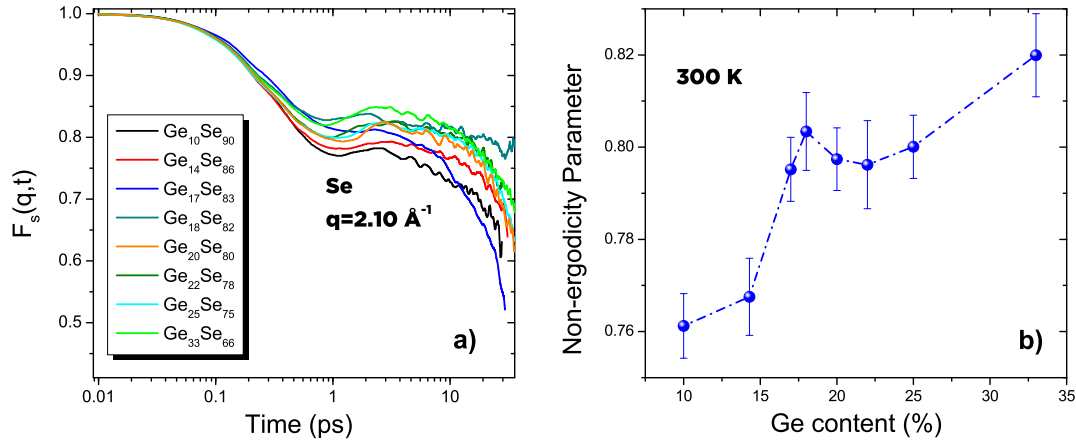 1.0
0.9
0.8
0.7
0.6
0.5
F_s(q,t)
Ge₁₀Se₉₀
Ge₁₄Se₈₆
Ge₁₇Se₈₃
Ge₁₈Se₈₂
Ge₂₀Se₈₀
Ge₂₂Se₇₈
Ge₂₅Se₇₅
Ge₃₃Se₆₆
Se
q=2.10 Å⁻¹
a)
0.01 0.1 1 10
Time (ps)
0.82
0.80
0.78
0.76
Non-ergodicity Parameter
300 K
b)
10 15 20 25 30 35
Ge content (%)